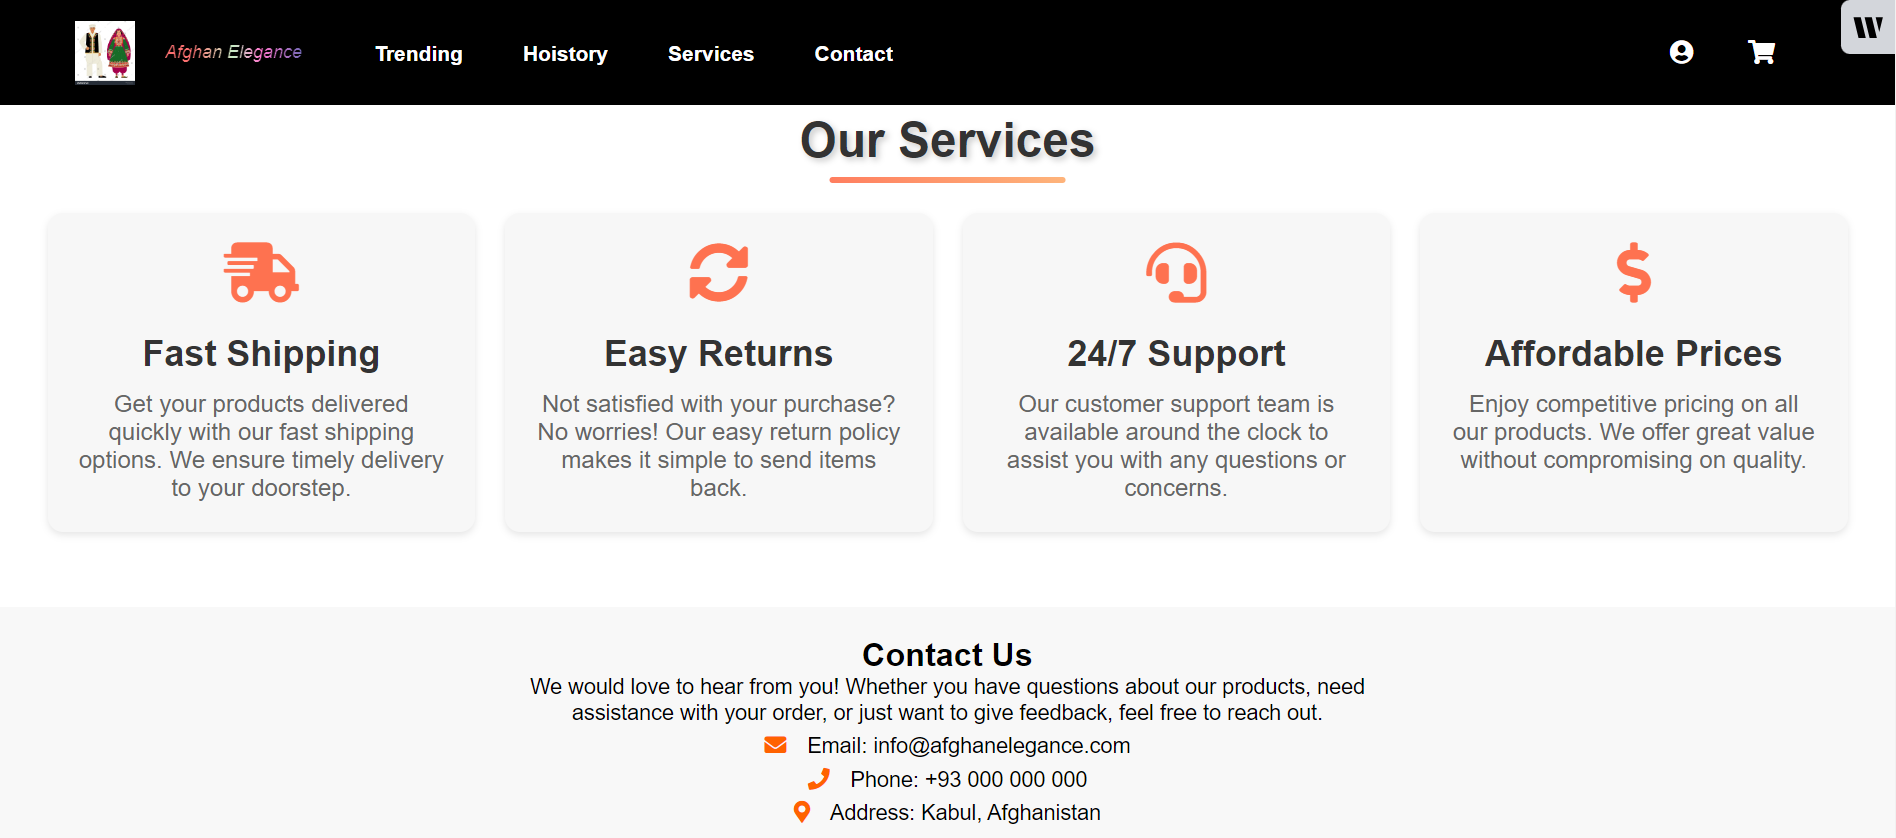 Afghan Elegance
Trending
Hoistory
Services
Contact
W
Our Services
Fast Shipping
Get your products delivered
quickly with our fast shipping
options. We ensure timely delivery
to your doorstep.
Easy Returns
Not satisfied with your purchase?
No worries! Our easy return policy
makes it simple to send items
back.
24/7 Support
Our customer support team is
available around the clock to
assist you with any questions or
concerns.
Affordable Prices
Enjoy competitive pricing on all
our products. We offer great value
without compromising on quality.
Contact Us
We would love to hear from you! Whether you have questions about our products, need
assistance with your order, or just want to give feedback, feel free to reach out.
Email: info@afghanelegance.com
Phone: +93 000 000 000
Address: Kabul, Afghanistan